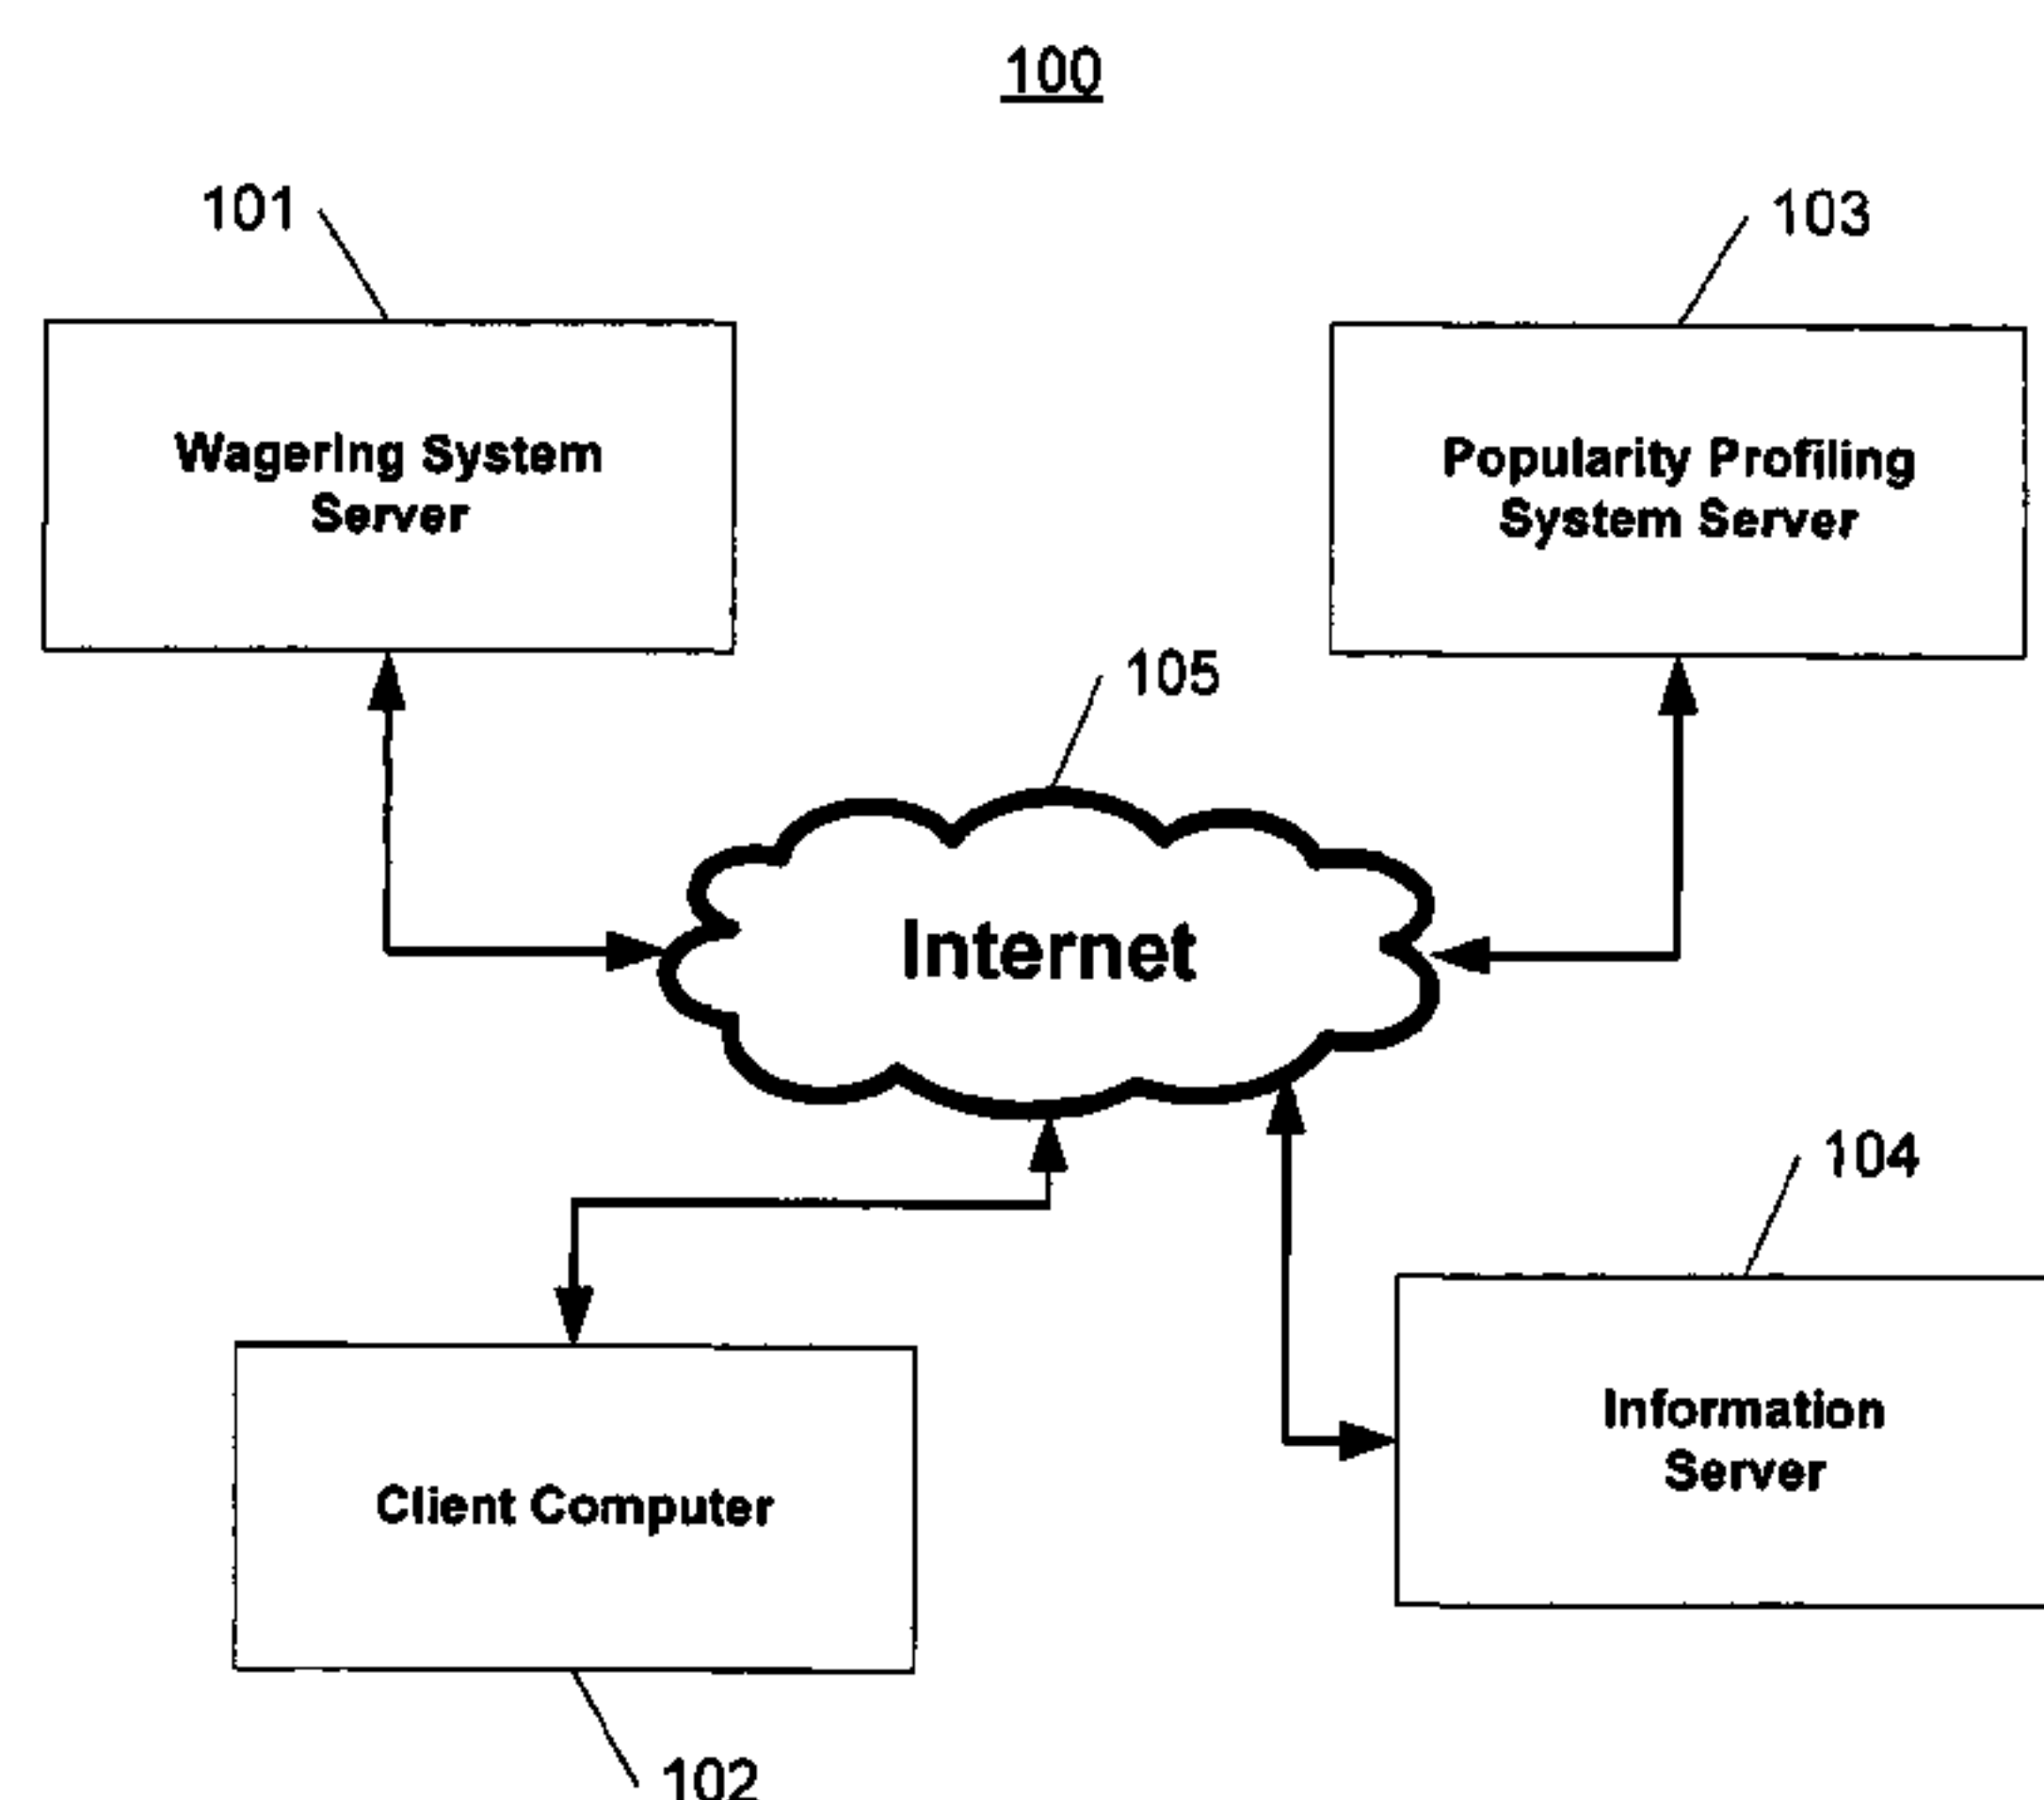 100
101
103
Wagering System
Server
Popularity Profiling
System Server
105
Internet
104
Information
Server
Client Computer
102